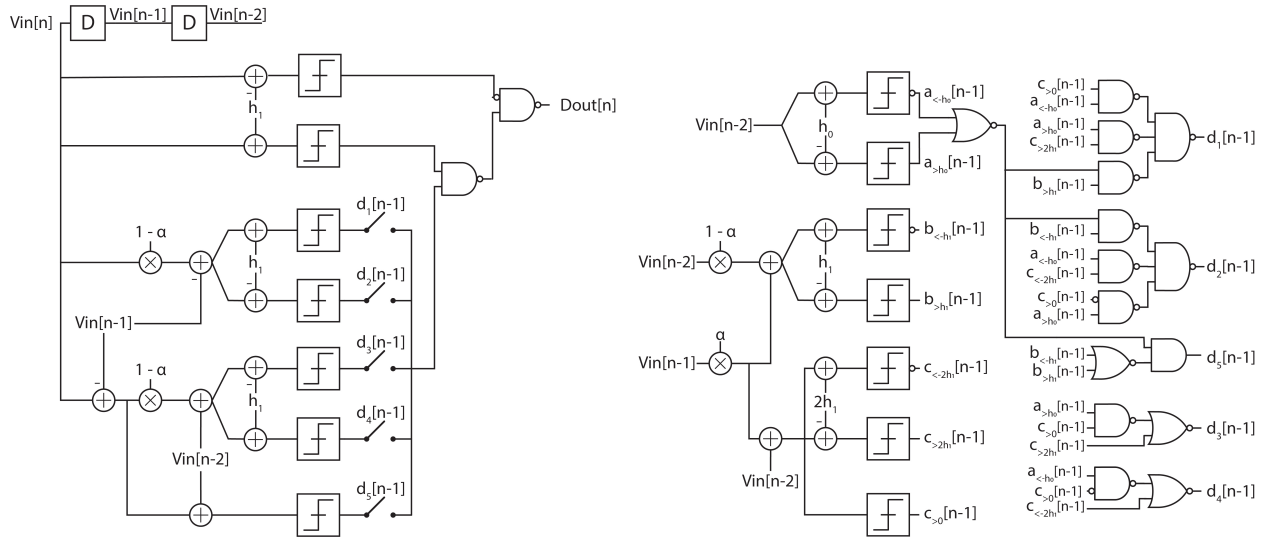 Vin[n]
D
Vin[n-1]
D
Vin[n-2]
h₁
Dout[n]
1 - α
h₁
d₁[n-1]
d₂[n-1]
Vin[n-1]
1 - α
h₁
d₃[n-1]
d₄[n-1]
Vin[n-2]
d₅[n-1]
Vin[n-2]
h₀
a<-h₀[n-1]
a>h₀[n-1]
1 - α
Vin[n-2]
h₁
b<-h₁[n-1]
b>h₁[n-1]
α
Vin[n-1]
2h₁
c<-2h₁[n-1]
c>2h₁[n-1]
Vin[n-2]
c>0[n-1]
c>0[n-1]
a<-h₀[n-1]
a>h₀[n-1]
c>2h₁[n-1]
b>h₁[n-1]
d₁[n-1]
b<-h₁[n-1]
a<-h₀[n-1]
c<-2h₁[n-1]
c>0[n-1]
a>h₀[n-1]
d₂[n-1]
b<-h₁[n-1]
b>h₁[n-1]
d₅[n-1]
a>h₀[n-1]
c>0[n-1]
c>2h₁[n-1]
d₃[n-1]
a<-h₀[n-1]
c>0[n-1]
c<-2h₁[n-1]
d₄[n-1]